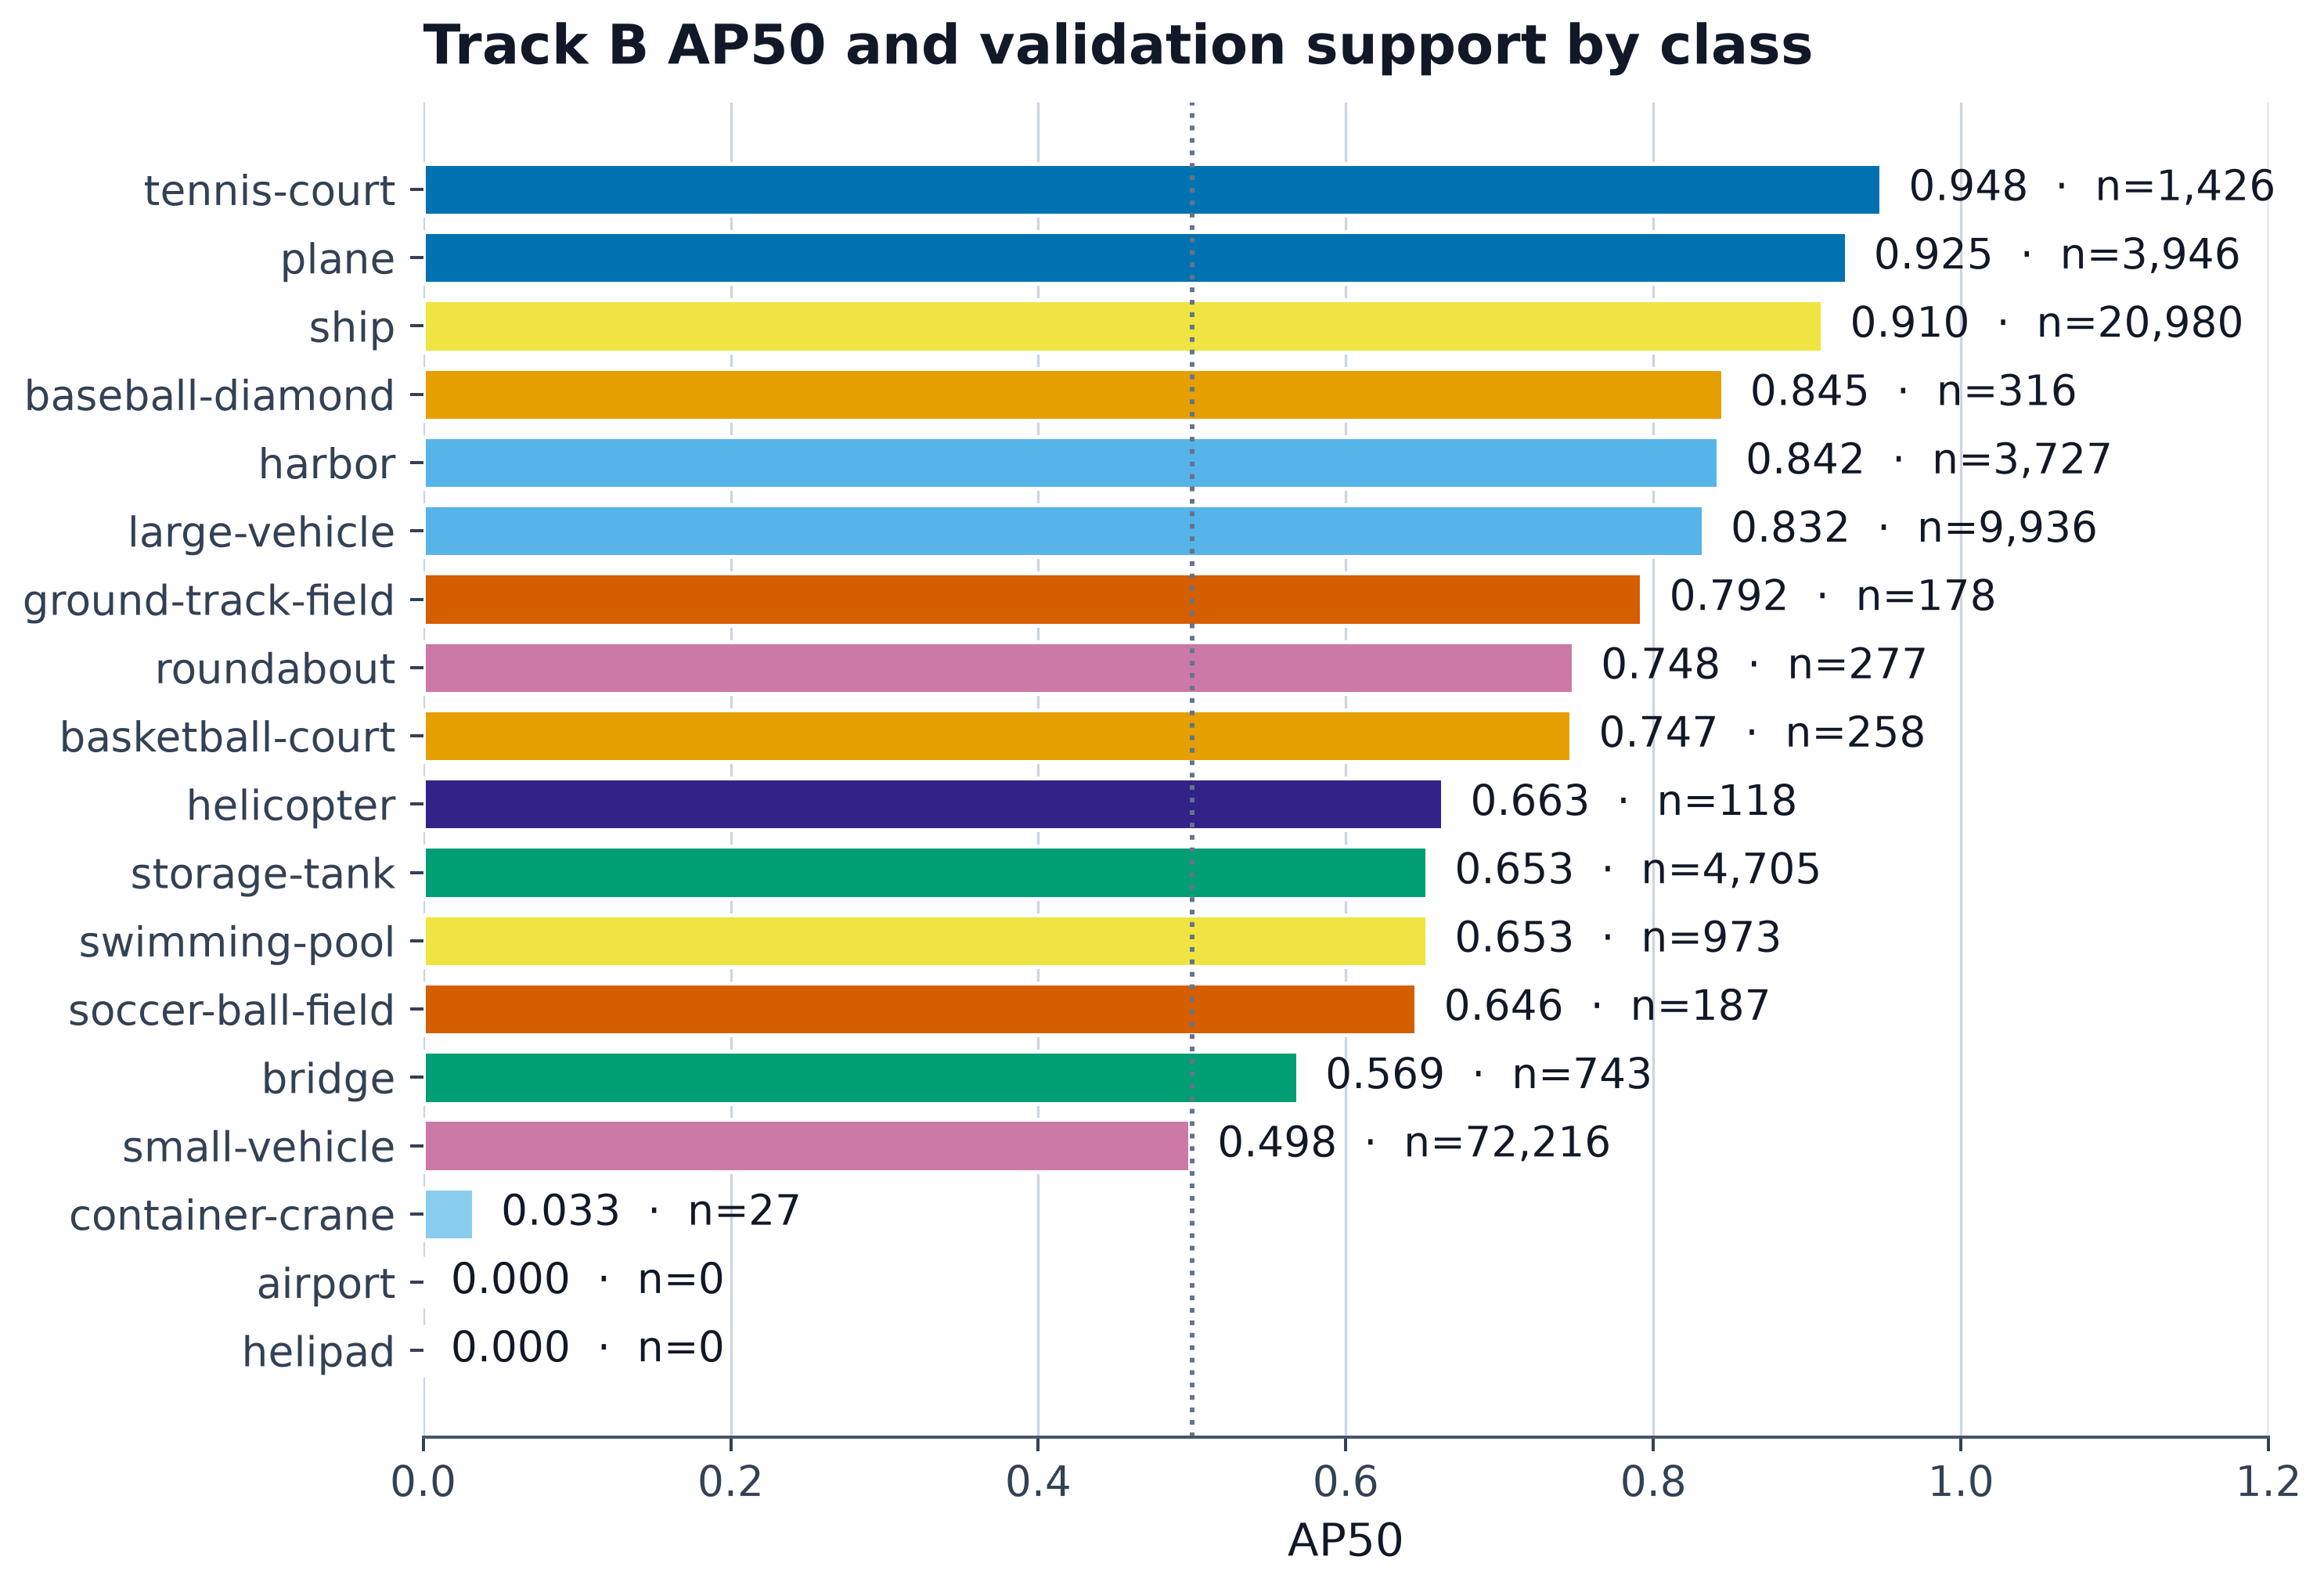 Track B AP50 and validation support by class
tennis-court 0.948 · n=1,426
plane 0.925 · n=3,946
ship 0.910 · n=20,980
baseball-diamond 0.845 · n=316
harbor 0.842 · n=3,727
large-vehicle 0.832 · n=9,936
ground-track-field 0.792 · n=178
roundabout 0.748 · n=277
basketball-court 0.747 · n=258
helicopter 0.663 · n=118
storage-tank 0.653 · n=4,705
swimming-pool 0.653 · n=973
soccer-ball-field 0.646 · n=187
bridge 0.569 · n=743
small-vehicle 0.498 · n=72,216
container-crane 0.033 · n=27
airport 0.000 · n=0
helipad 0.000 · n=0
0.0 0.2 0.4 0.6 0.8 1.0 1.2
AP50